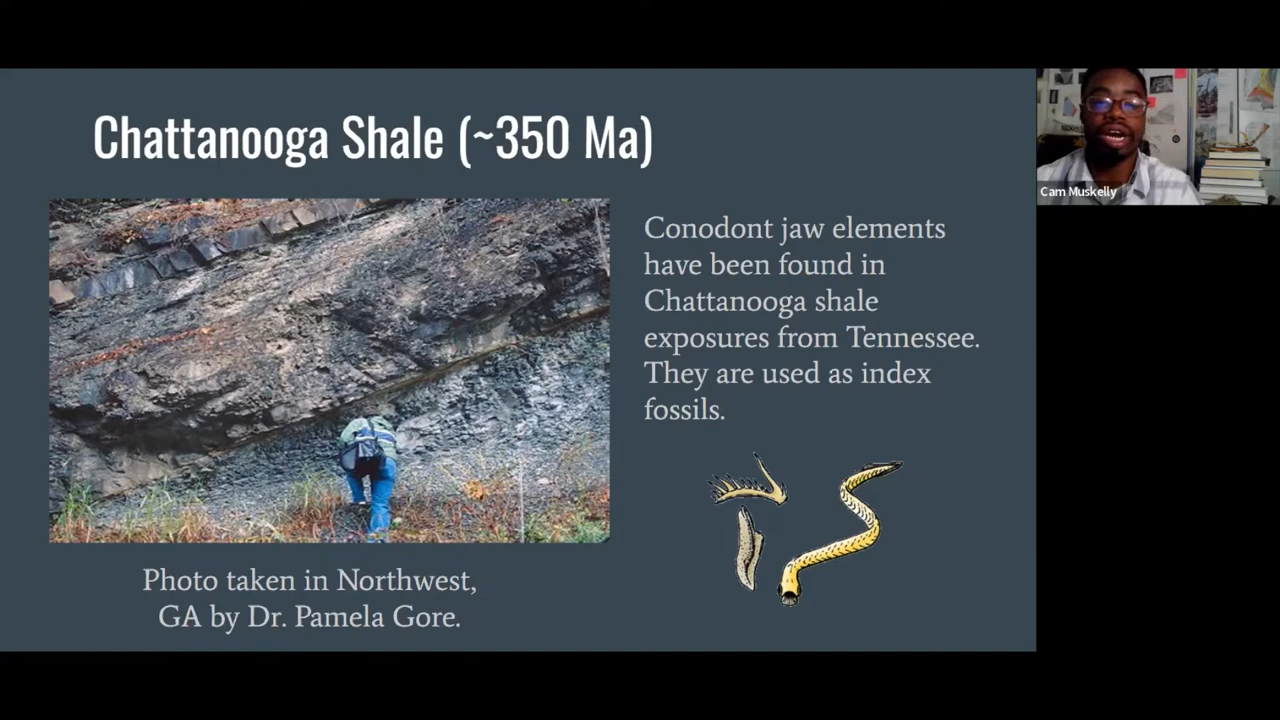 Chattanooga Shale (~350 Ma)
Cam Muskelly
Conodont jaw elements
have been found in
Chattanooga shale
exposures from Tennessee.
They are used as index
fossils.
Photo taken in Northwest,
GA by Dr. Pamela Gore.